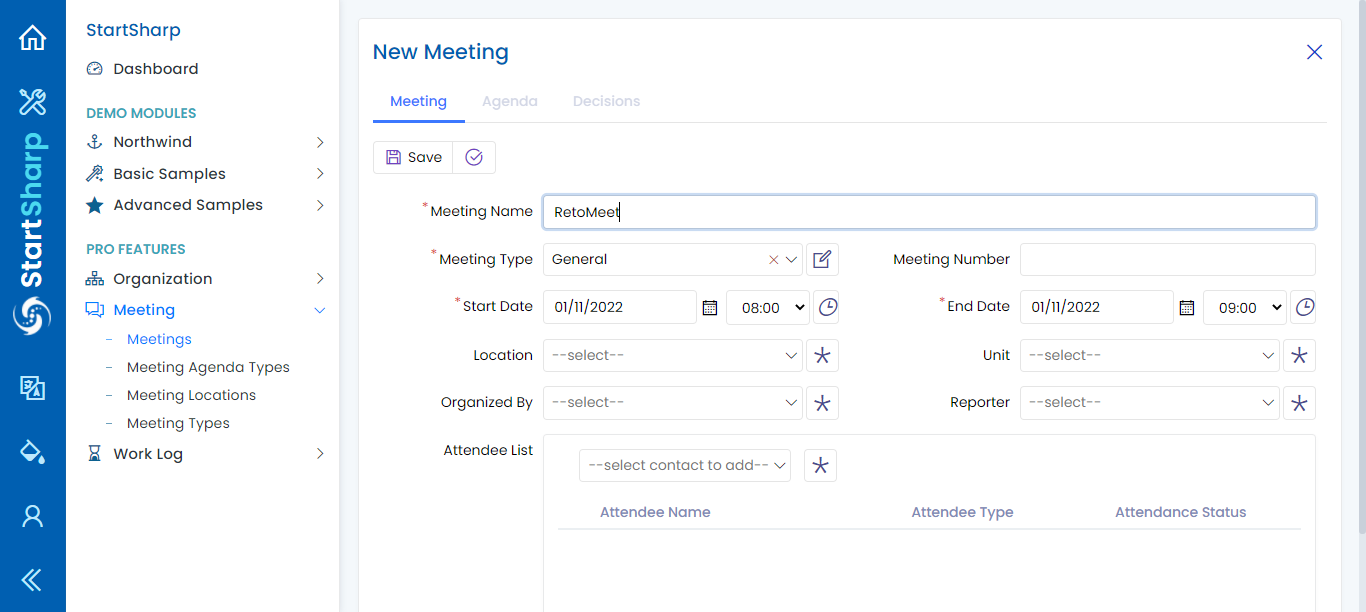 StartSharp
StartSharp
Dashboard
DEMO MODULES
Northwind
Basic Samples
Advanced Samples
PRO FEATURES
Organization
Meeting
Meetings
Meeting Agenda Types
Meeting Locations
Meeting Types
Work Log
New Meeting
Meeting Agenda Decisions
Save
*Meeting Name RetoMeet
*Meeting Type General Meeting Number
*Start Date 01/11/2022 08:00 *End Date 01/11/2022 09:00
Location --select-- Unit --select--
Organized By --select-- Reporter --select--
Attendee List
--select contact to add--
Attendee Name Attendee Type Attendance Status